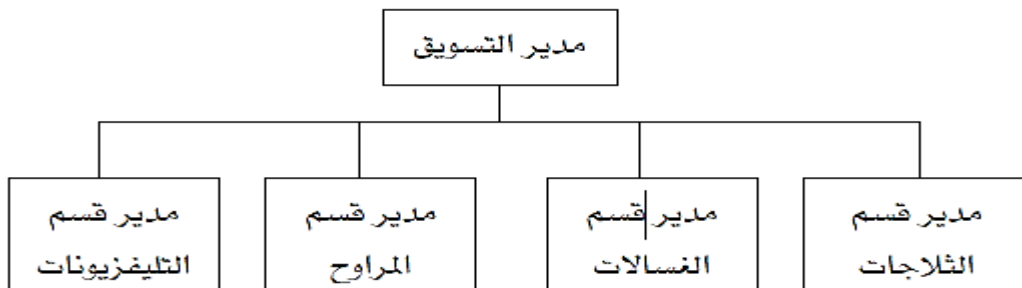 مدير التسويق
مدير قسم
الثلاجات
مدير قسم
الغسالات
مدير قسم
المراوح
مدير قسم
التليفزيونات